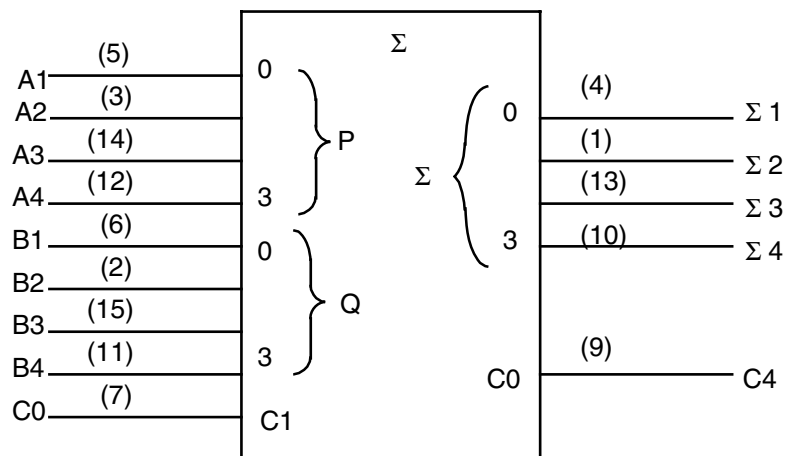 Σ
(5)
A1 0 (4)
(3)
A2 0 Σ 1
(14) (1)
A3 P Σ 2
(12) Σ (13)
A4 3 Σ 3
(6) (10)
B1 0 3 Σ 4
(2)
B2
(15) Q
B3
(11) 3 (9)
B4 C0 C4
(7)
C0 C1